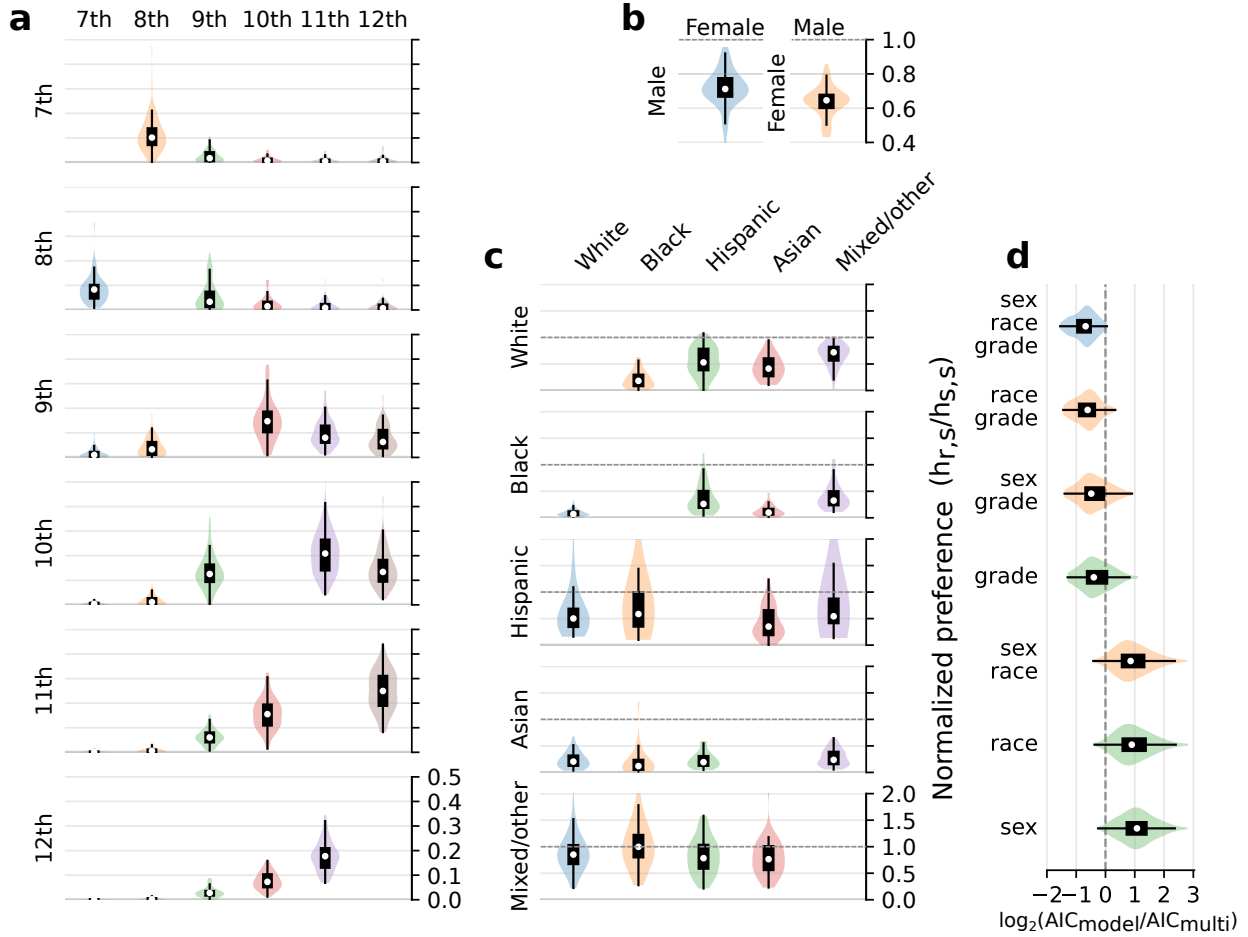 a
7th 8th 9th 10th 11th 12th
7th
8th
9th
10th
11th
12th
0.5
0.4
0.3
0.2
0.1
0.0
b
Female
Male
Male
Female
1.0
0.8
0.6
0.4
c
White
Black
Hispanic
Asian
Mixed/other
White
Black
Hispanic
Asian
Mixed/other
2.0
1.5
1.0
0.5
0.0
Normalized preference (hr,s/hs,s)
d
sex
race
grade
race
grade
sex
grade
grade
sex
race
race
sex
−2 −1 0 1 2 3
log2(AICmodel/AICmulti)